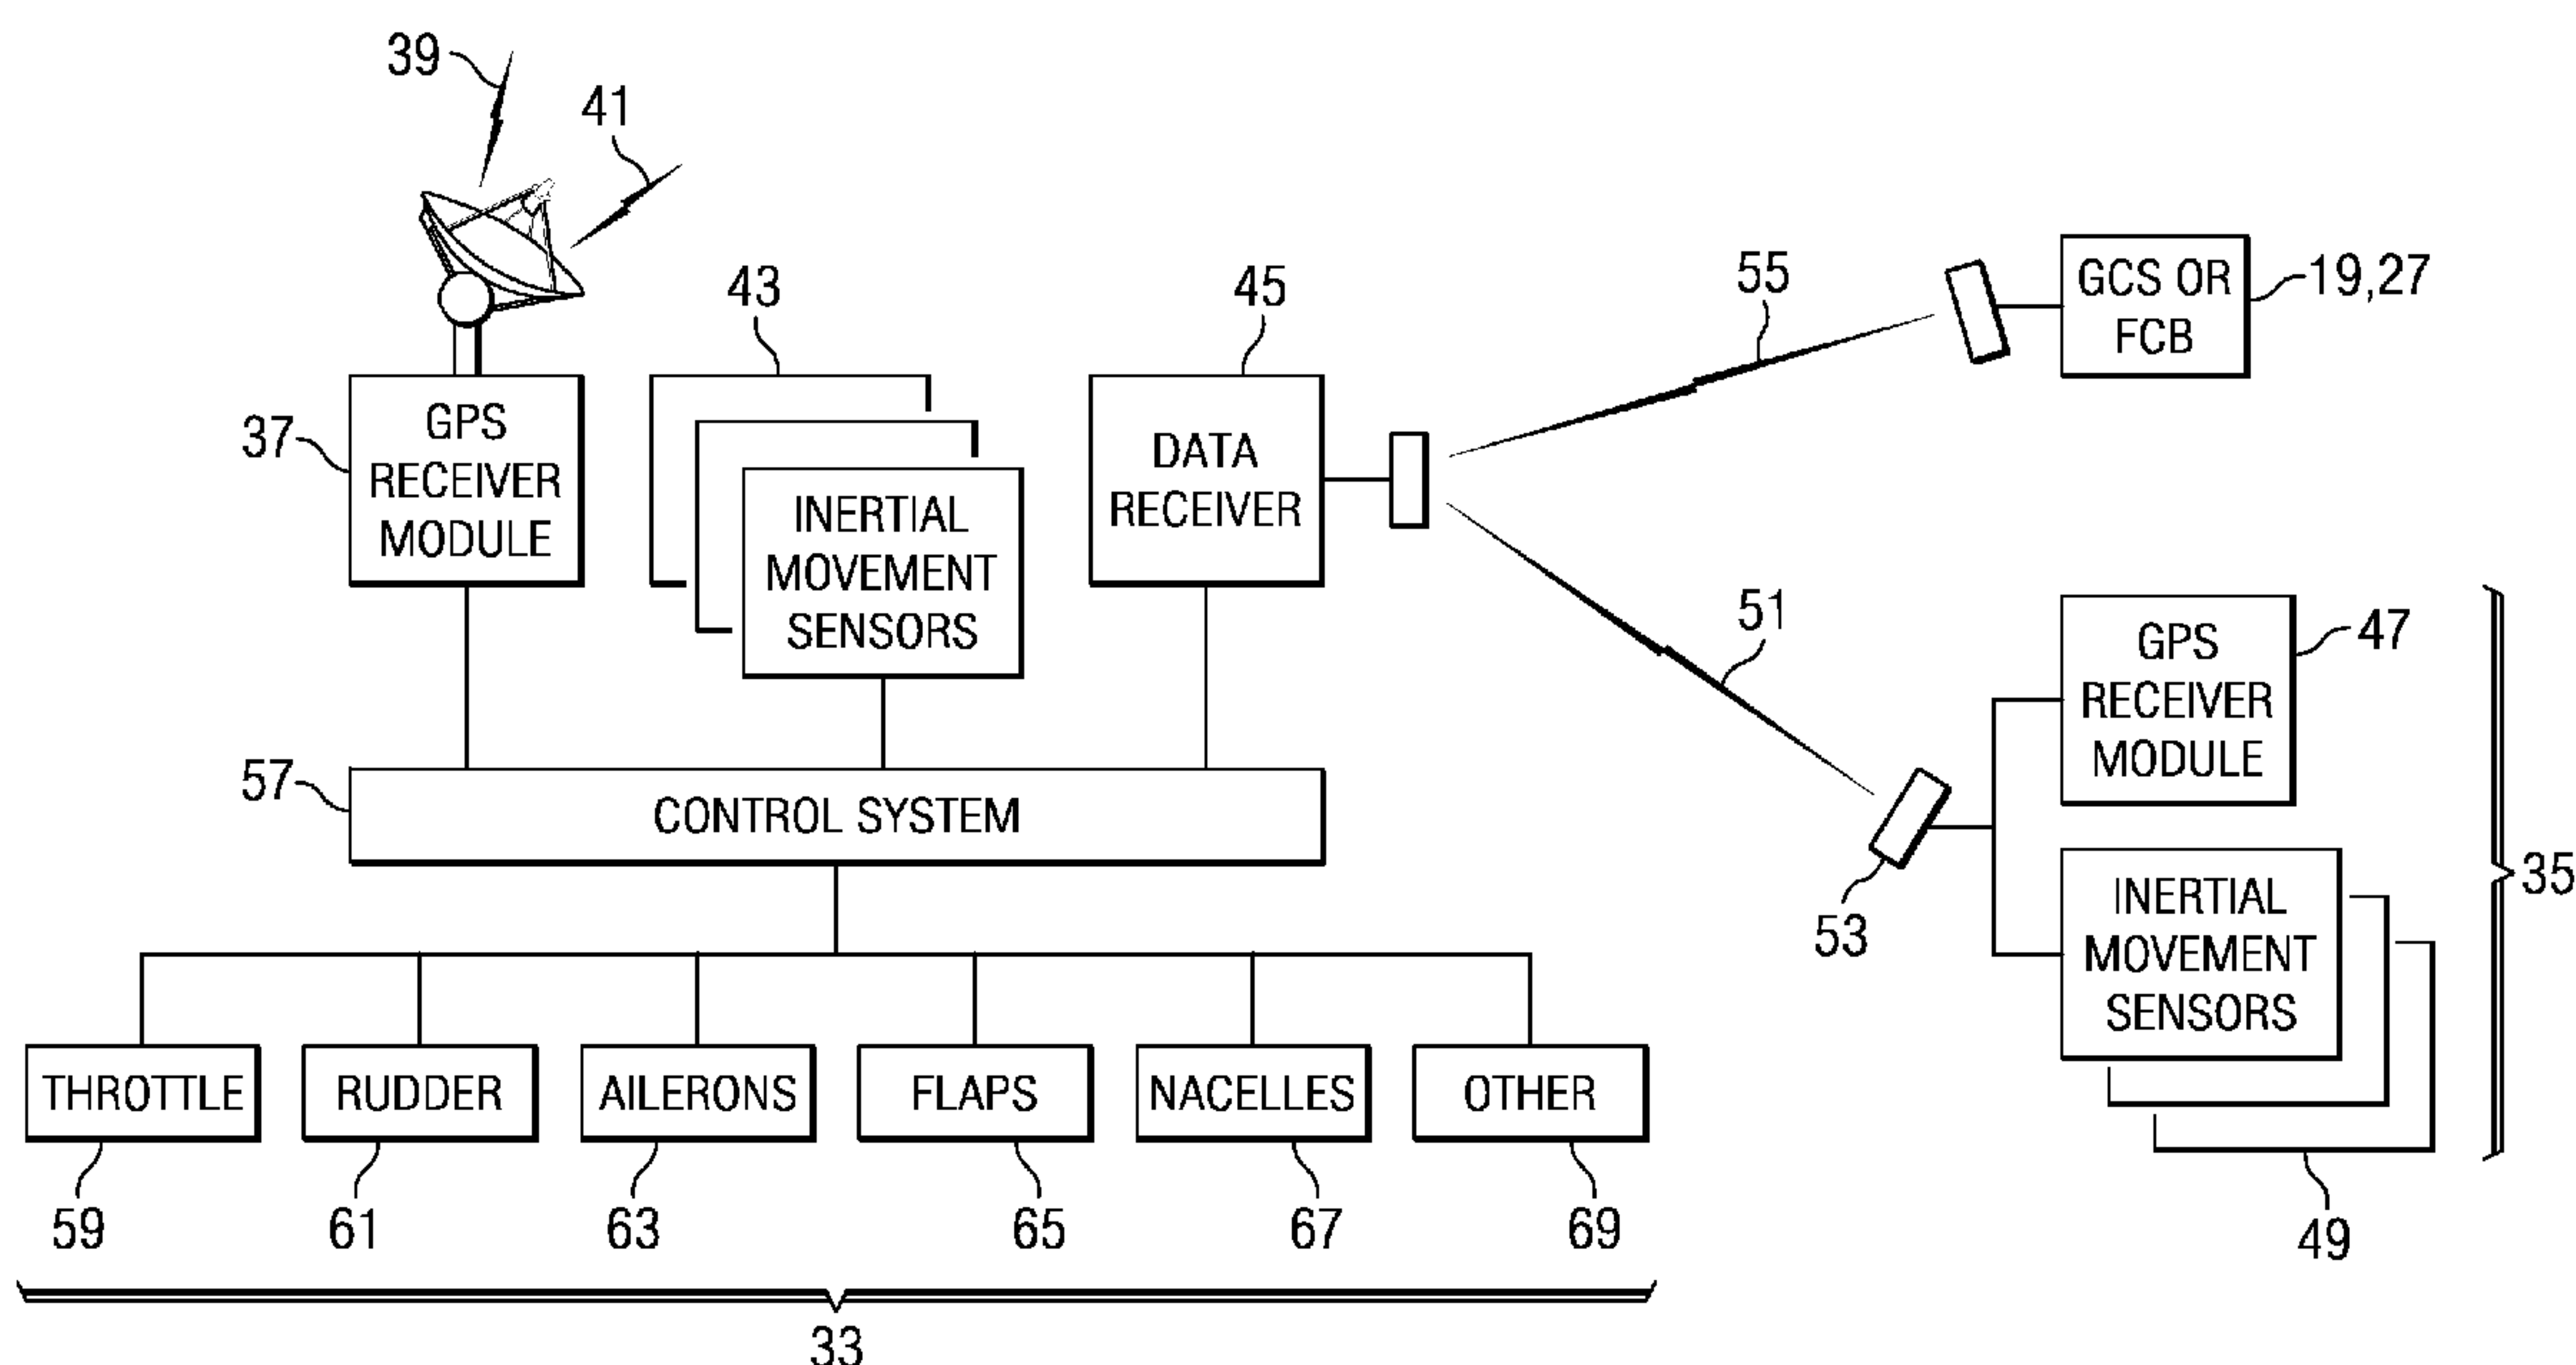 39
41
43
45
55
GCS OR
FCB
19,27
37
GPS
RECEIVER
MODULE
INERTIAL
MOVEMENT
SENSORS
DATA
RECEIVER
51
GPS
RECEIVER
MODULE
47
57
CONTROL SYSTEM
53
INERTIAL
MOVEMENT
SENSORS
35
49
THROTTLE
RUDDER
AILERONS
FLAPS
NACELLES
OTHER
59
61
63
65
67
69
33